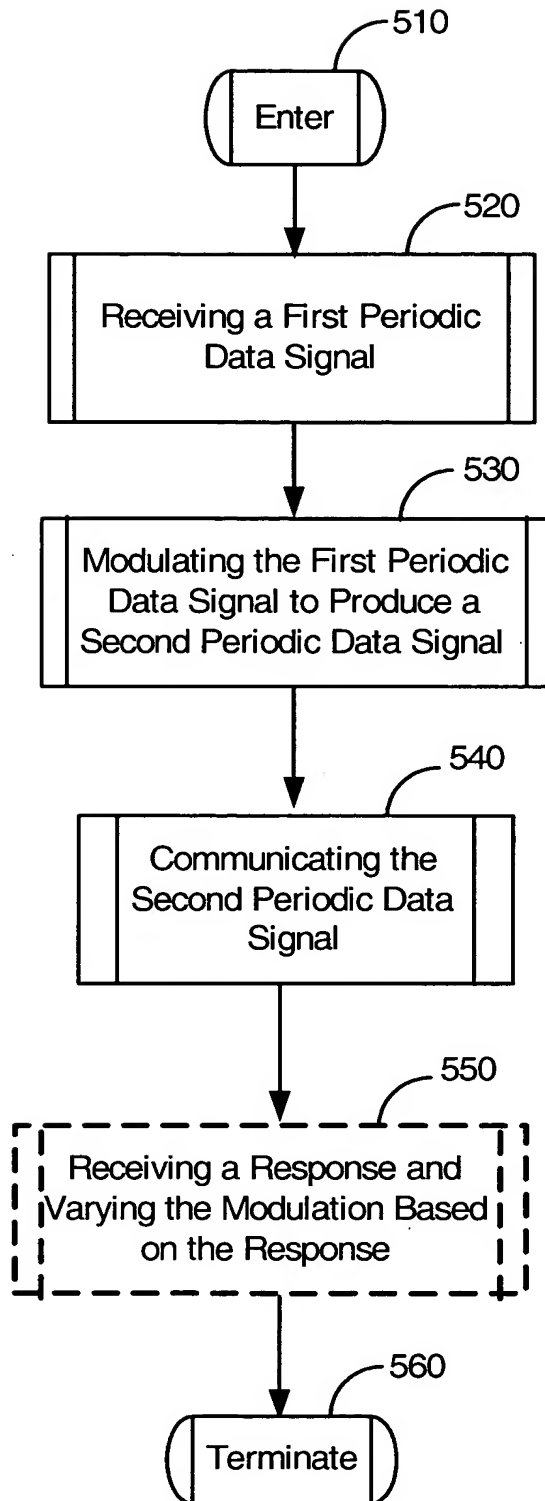 510
Enter
520
Receiving a First Periodic
Data Signal
530
Modulating the First Periodic
Data Signal to Produce a
Second Periodic Data Signal
540
Communicating the
Second Periodic Data
Signal
550
Receiving a Response and
Varying the Modulation Based
on the Response
560
Terminate